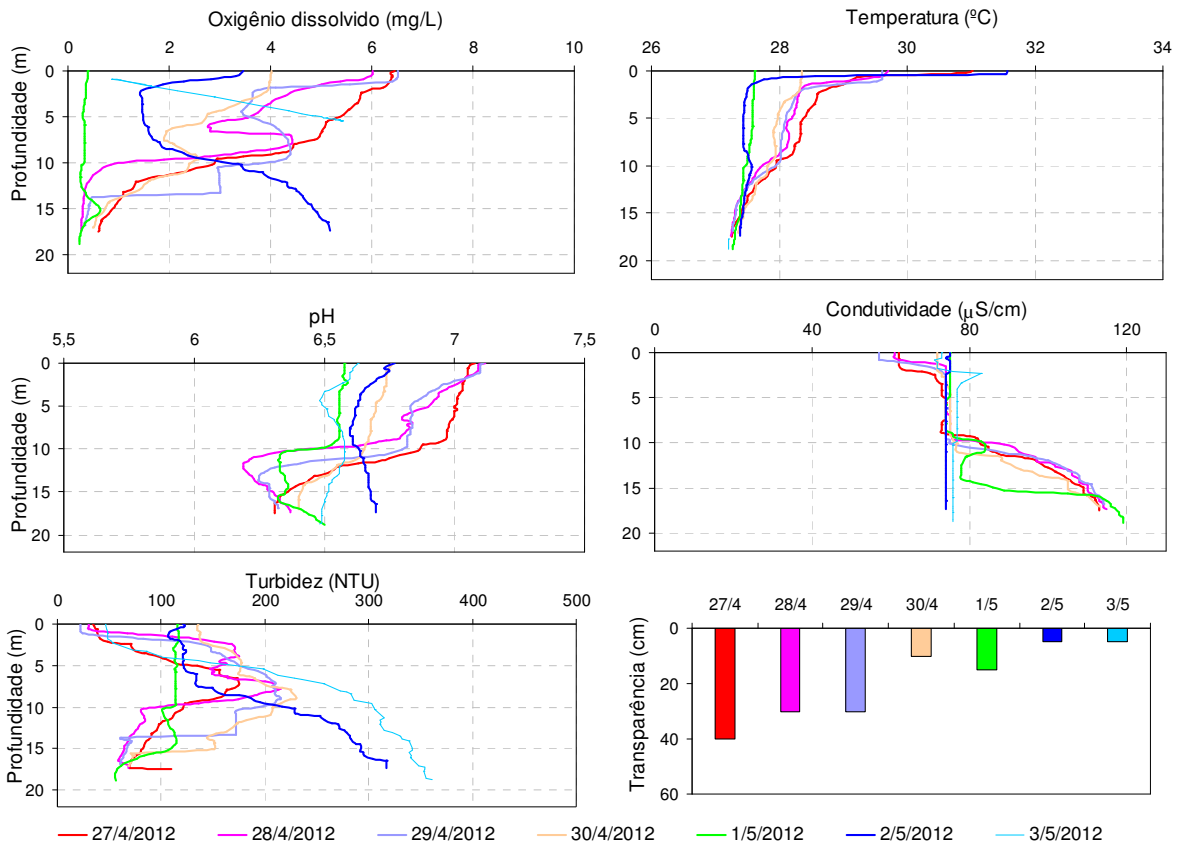 Oxigênio dissolvido (mg/L)
0 2 4 6 8 10
Profundidade (m)
0
5
10
15
20
Temperatura (ºC)
26 28 30 32 34
Profundidade (m)
0
5
10
15
20
pH
5,5 6 6,5 7 7,5
Profundidade (m)
0
5
10
15
20
Condutividade (µS/cm)
0 40 80 120
Profundidade (m)
0
5
10
15
20
Turbidez (NTU)
0 100 200 300 400 500
Profundidade (m)
0
5
10
15
20
27/4 28/4 29/4 30/4 1/5 2/5 3/5
Transparência (cm)
0
20
40
60
27/4/2012 28/4/2012 29/4/2012 30/4/2012 1/5/2012 2/5/2012 3/5/2012